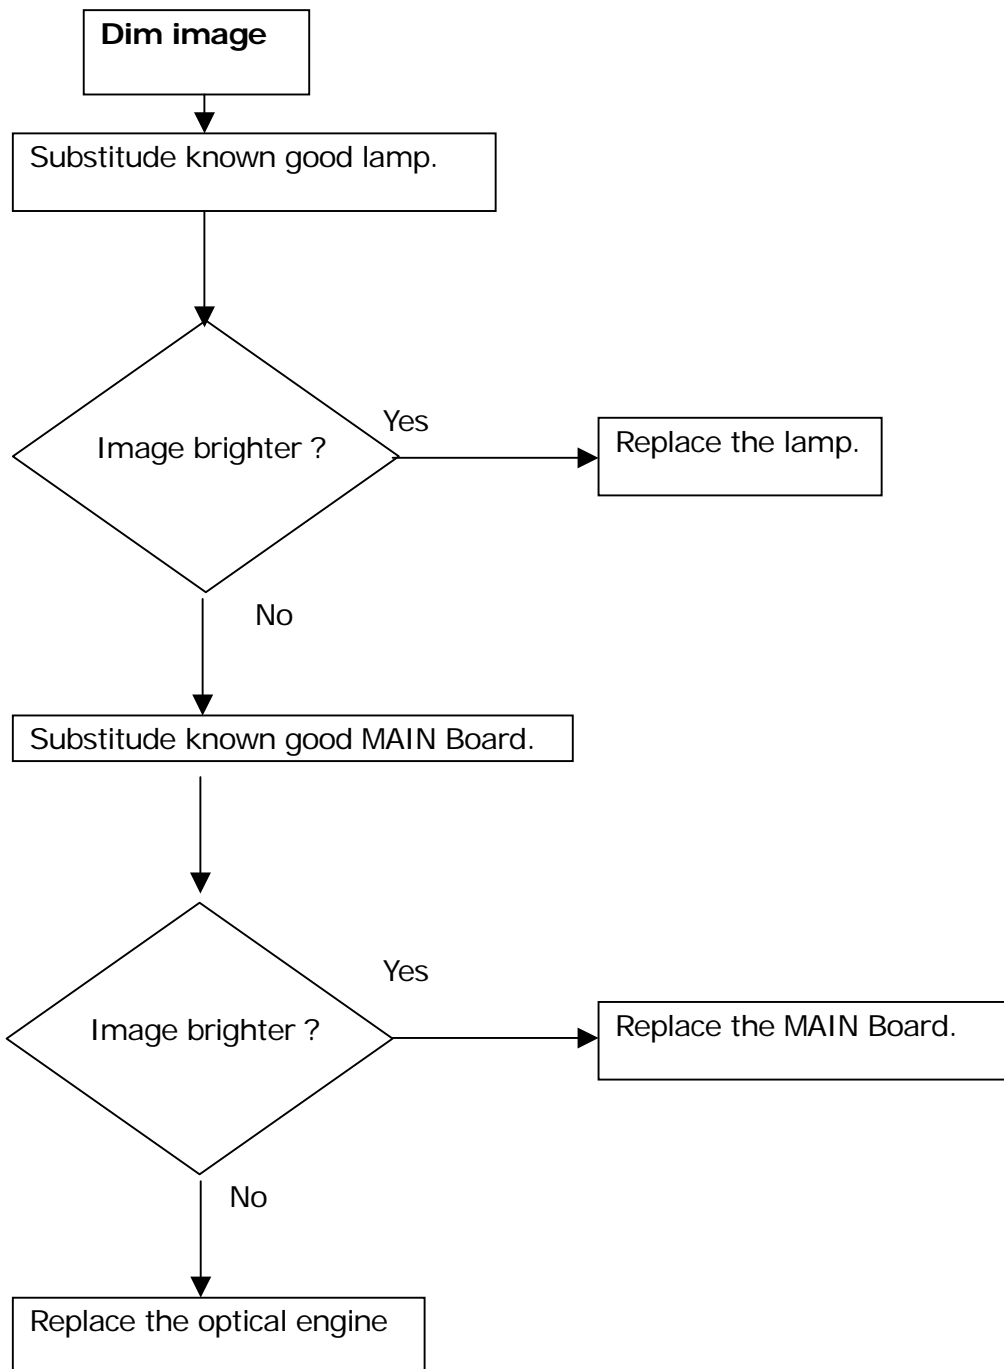 Dim image
Substitude known good lamp.
Image brighter ?
Yes
Replace the lamp.
No
Substitude known good MAIN Board.
Image brighter ?
Yes
Replace the MAIN Board.
No
Replace the optical engine